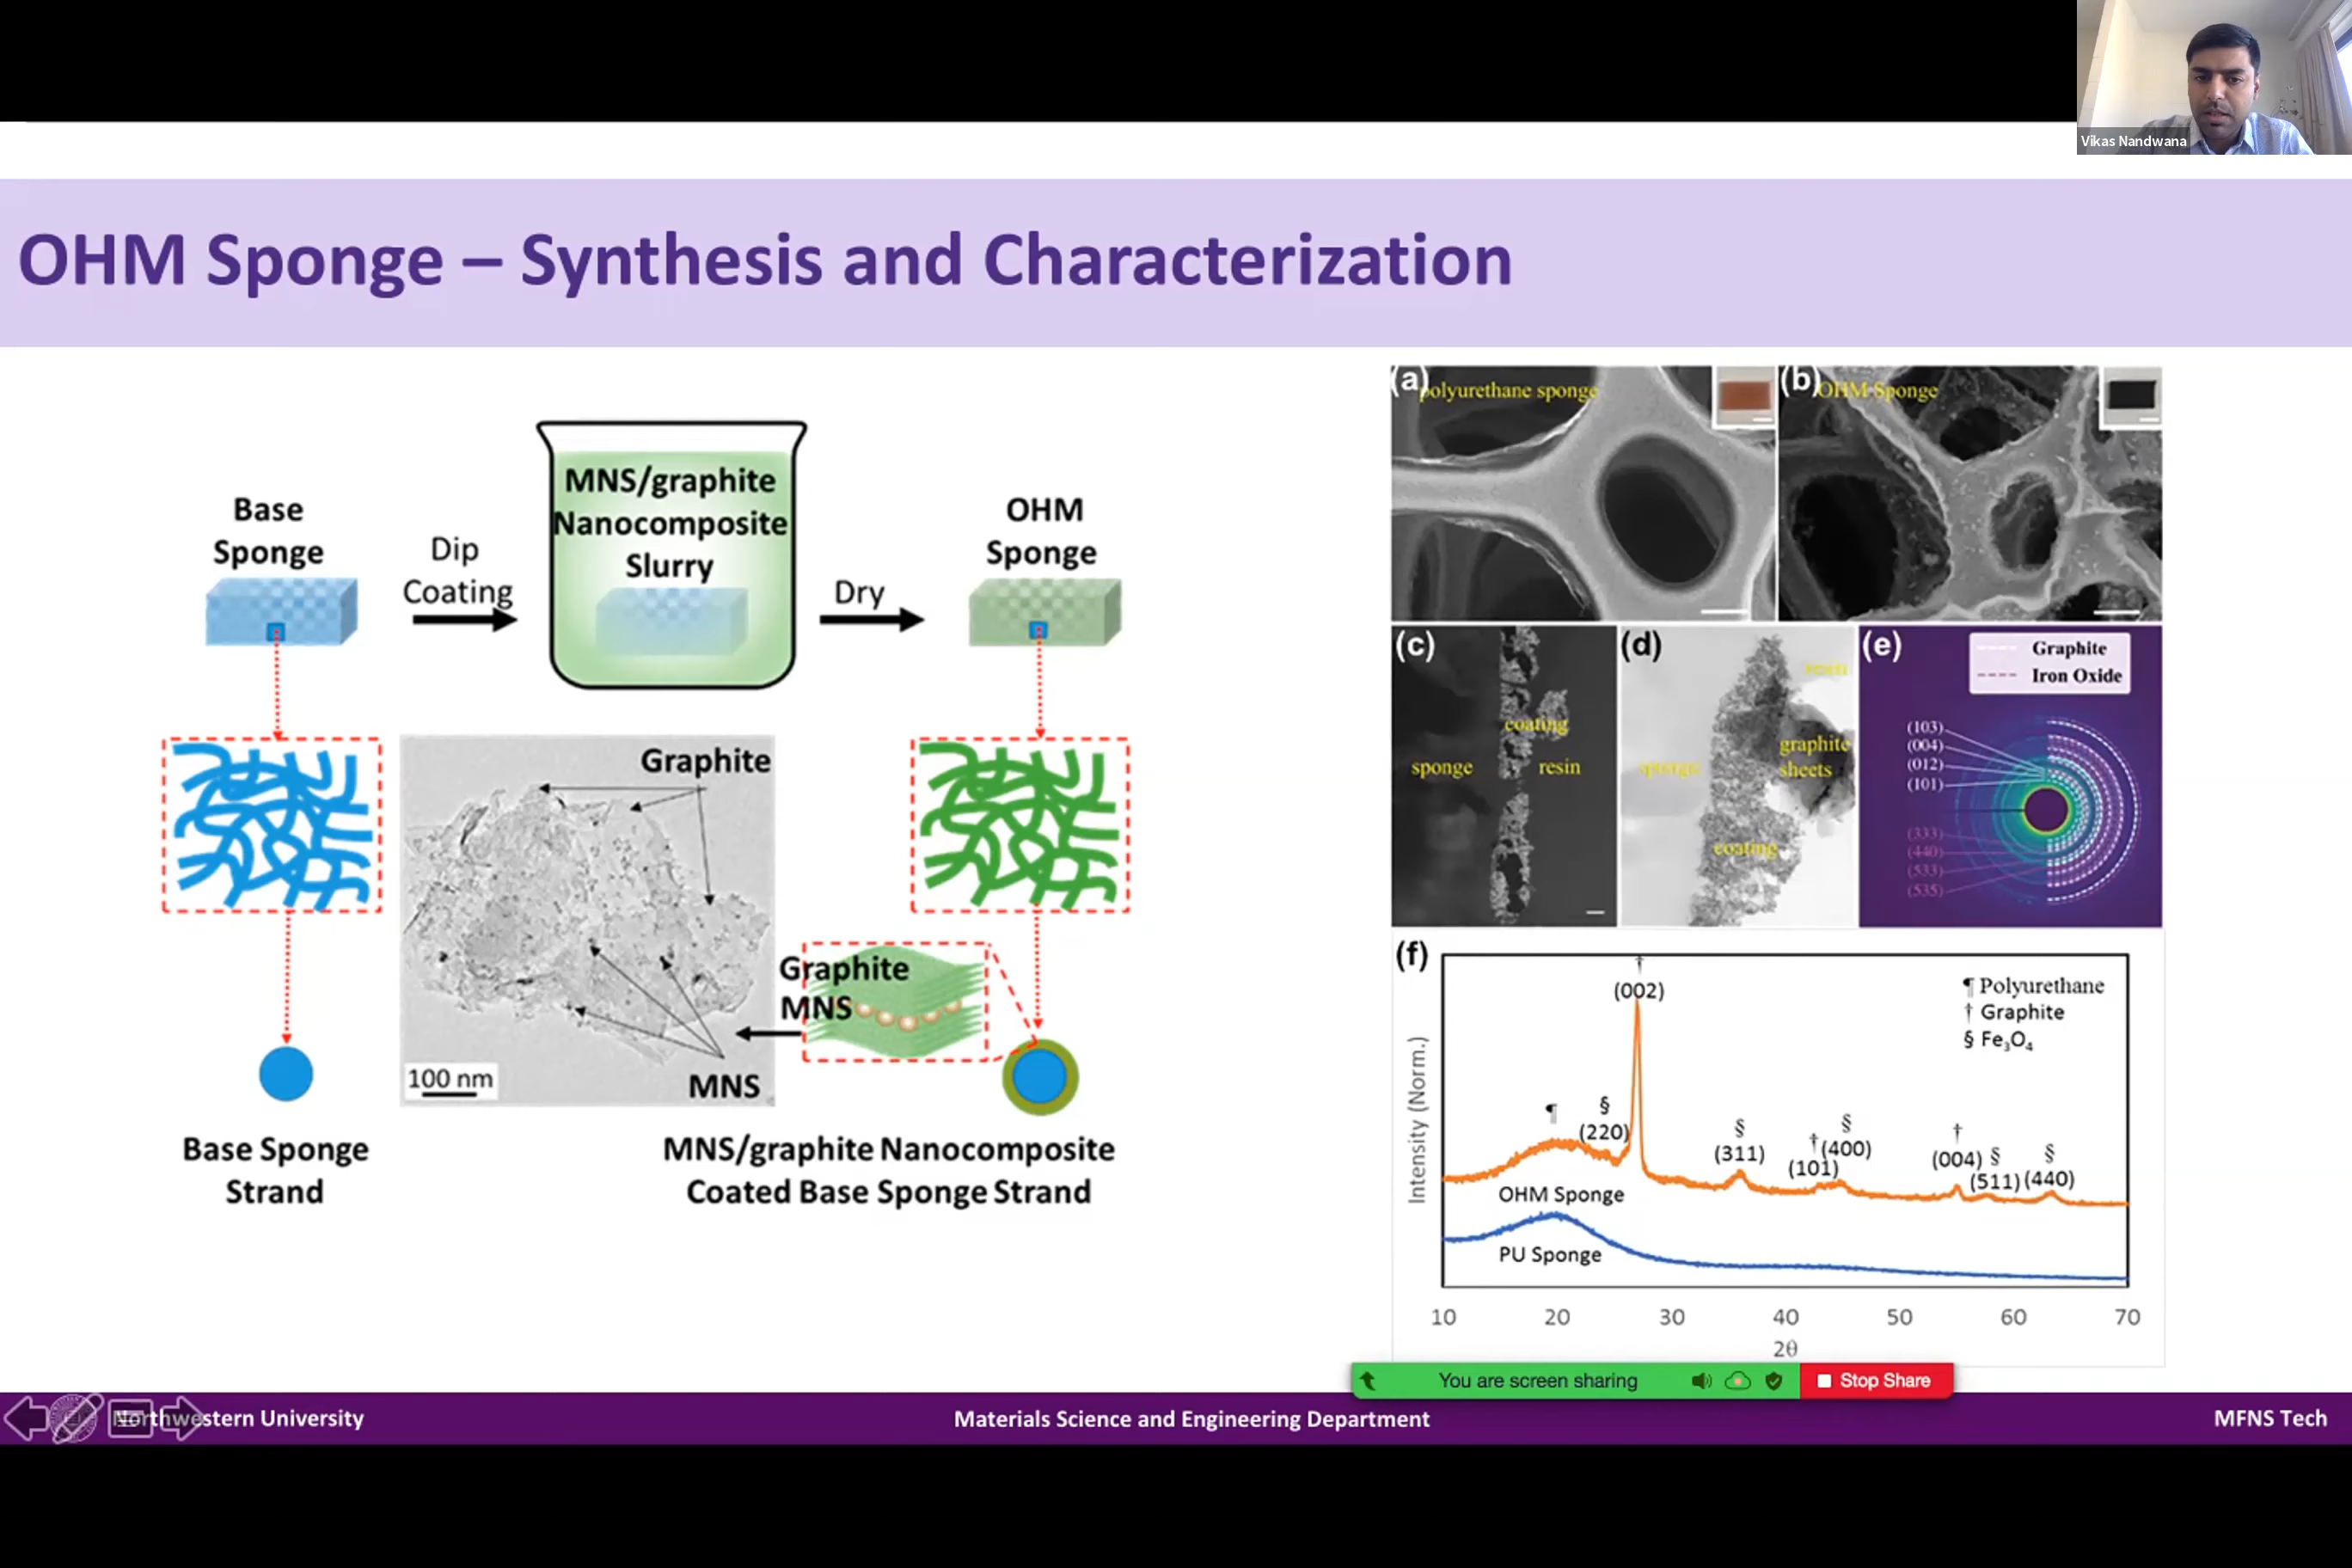 Vikas Nandwana
OHM Sponge – Synthesis and Characterization
Base
Sponge
Dip
Coating
MNS/graphite
Nanocomposite
Slurry
Dry
OHM
Sponge
Graphite
100 nm
MNS
Graphite
MNS
Base Sponge
Strand
MNS/graphite Nanocomposite
Coated Base Sponge Strand
(a)
polyurethane sponge
(b)
OHM Sponge
(c)
coating
sponge
resin
(d)
resin
graphite
sheets
sponge
coating
(e)
Graphite
Iron Oxide
(103)
(004)
(012)
(101)
(333)
(440)
(533)
(535)
(f)
†
(002)
¶ Polyurethane
† Graphite
§ Fe₃O₄
Intensity (Norm.)
¶
§
(220)
§
(311)
†
(101)
§
(400)
†
(004)
§
(511)
§
(440)
OHM Sponge
PU Sponge
10 20 30 40 50 60 70
2θ
You are screen sharing
Stop Share
Northwestern University
Materials Science and Engineering Department
MFNS Tech